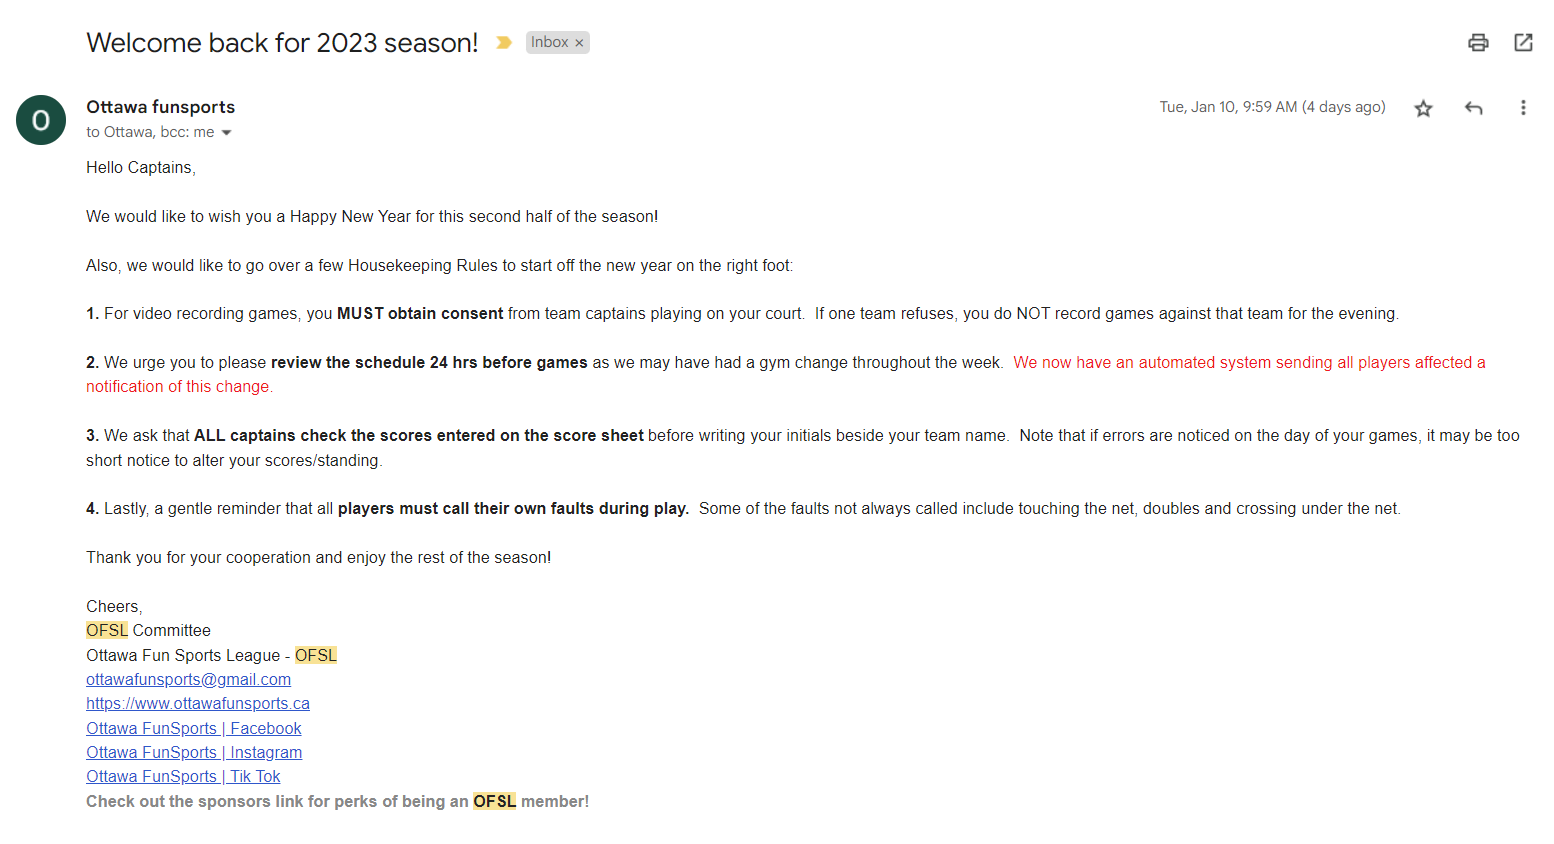 Welcome back for 2023 season!
Inbox ×
O
Ottawa funsports
Tue, Jan 10, 9:59 AM (4 days ago)
to Ottawa, bcc: me
Hello Captains,
We would like to wish you a Happy New Year for this second half of the season!
Also, we would like to go over a few Housekeeping Rules to start off the new year on the right foot:
1. For video recording games, you MUST obtain consent from team captains playing on your court.  If one team refuses, you do NOT record games against that team for the evening.
2. We urge you to please review the schedule 24 hrs before games as we may have had a gym change throughout the week.  We now have an automated system sending all players affected a
notification of this change.
3. We ask that ALL captains check the scores entered on the score sheet before writing your initials beside your team name.  Note that if errors are noticed on the day of your games, it may be too
short notice to alter your scores/standing.
4. Lastly, a gentle reminder that all players must call their own faults during play.  Some of the faults not always called include touching the net, doubles and crossing under the net.
Thank you for your cooperation and enjoy the rest of the season!
Cheers,
OFSL Committee
Ottawa Fun Sports League - OFSL
ottawafunsports@gmail.com
https://www.ottawafunsports.ca
Ottawa FunSports | Facebook
Ottawa FunSports | Instagram
Ottawa FunSports | Tik Tok
Check out the sponsors link for perks of being an OFSL member!